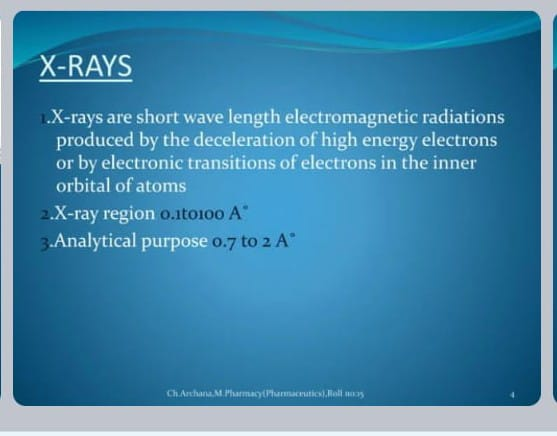 X-RAYS
1.X-rays are short wave length electromagnetic radiations
produced by the deceleration of high energy electrons
or by electronic transitions of electrons in the inner
orbital of atoms
2.X-ray region 0.1to100 A°
3.Analytical purpose 0.7 to 2 A°
Ch.Archana,M.Pharmacy(Pharmaceutics),Roll no:15
4